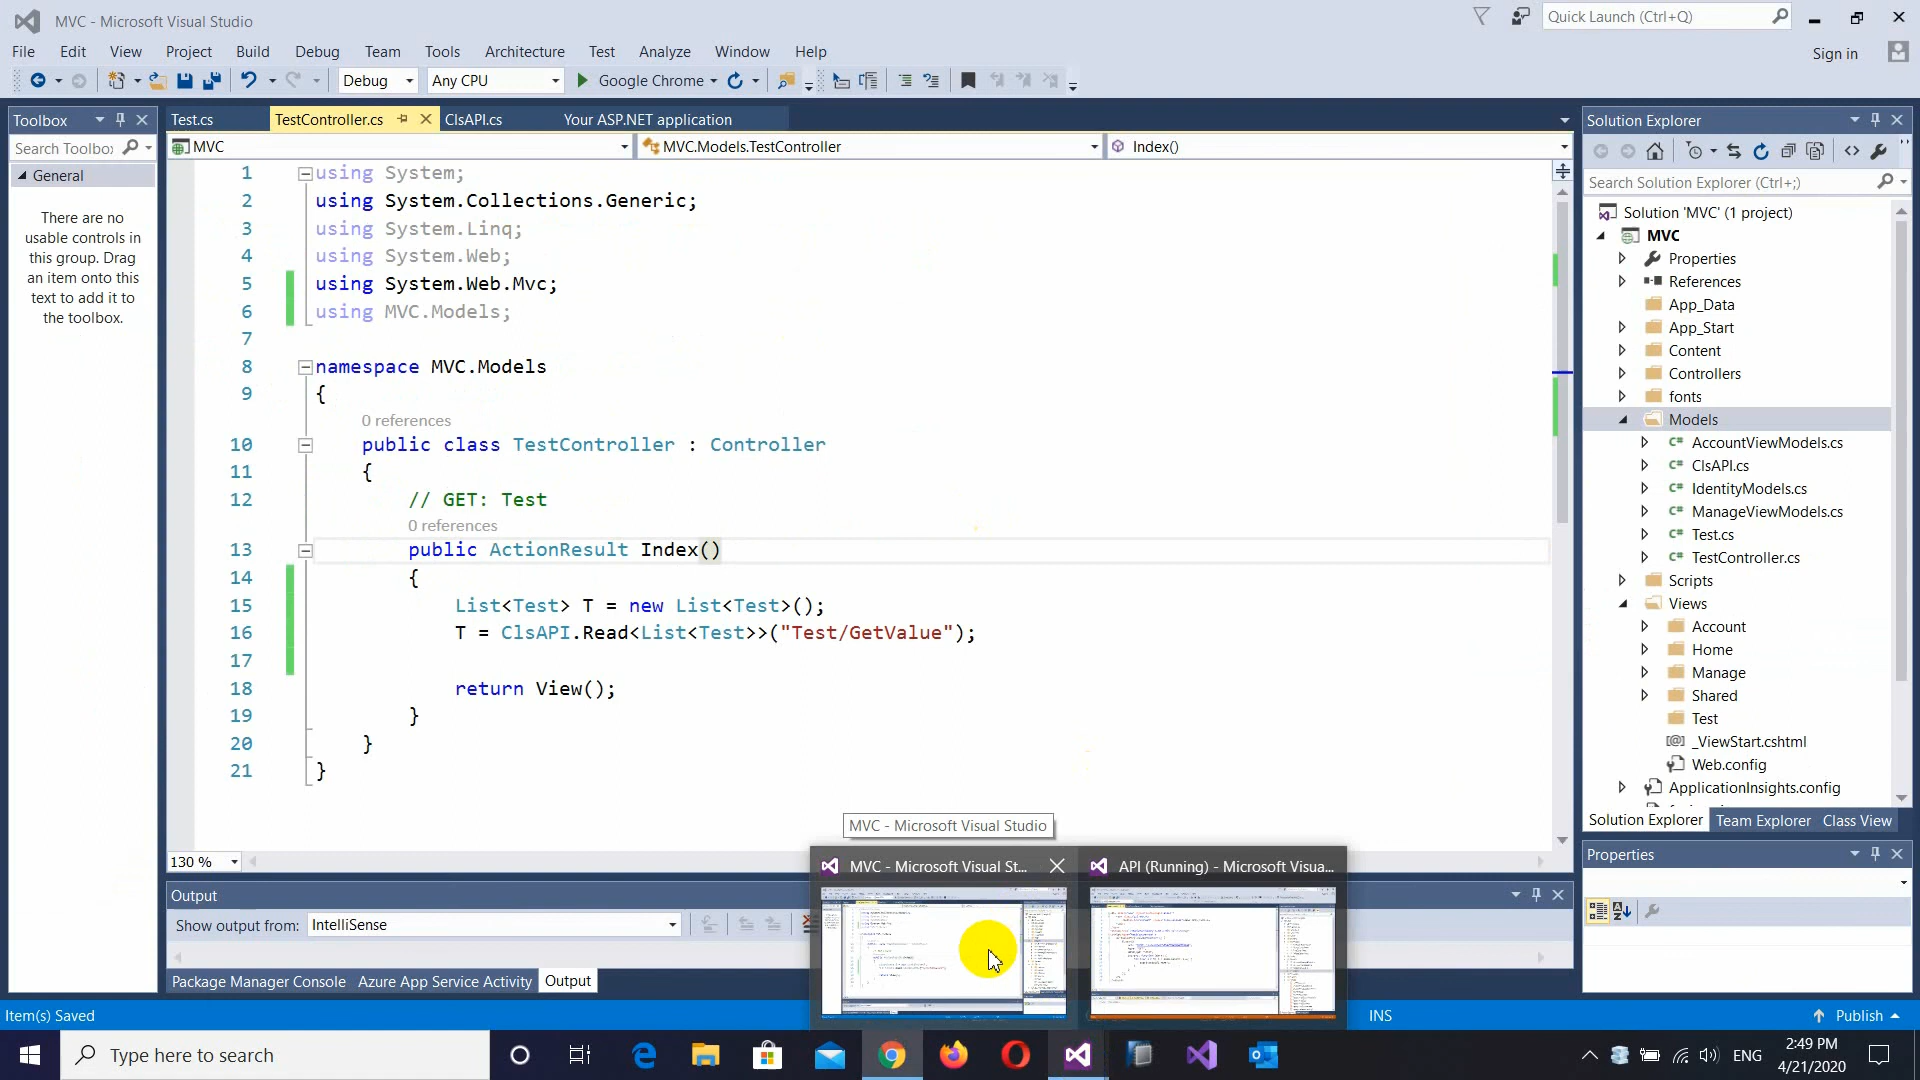 MVC - Microsoft Visual Studio
Quick Launch (Ctrl+Q)
File Edit View Project Build Debug Team Tools Architecture Test Analyze Window Help
Sign in
Debug Any CPU Google Chrome
Toolbox
Search Toolbo
General
There are no
usable controls in
this group. Drag
an item onto this
text to add it to
the toolbox.
Test.cs TestController.cs ClsAPI.cs Your ASP.NET application
MVC MVC.Models.TestController Index()
1 using System;
2 using System.Collections.Generic;
3 using System.Linq;
4 using System.Web;
5 using System.Web.Mvc;
6 using MVC.Models;
7
8 namespace MVC.Models
9 {
0 references
10 public class TestController : Controller
11 {
12 // GET: Test
0 references
13 public ActionResult Index()
14 {
15 List<Test> T = new List<Test>();
16 T = ClsAPI.Read<List<Test>>("Test/GetValue");
17
18 return View();
19 }
20 }
21 }
130 %
Solution Explorer
Search Solution Explorer (Ctrl+;)
Solution 'MVC' (1 project)
MVC
Properties
References
App_Data
App_Start
Content
Controllers
fonts
Models
AccountViewModels.cs
ClsAPI.cs
IdentityModels.cs
ManageViewModels.cs
Test.cs
TestController.cs
Scripts
Views
Account
Home
Manage
Shared
Test
_ViewStart.cshtml
Web.config
ApplicationInsights.config
Solution Explorer Team Explorer Class View
Properties
Output
Show output from: IntelliSense
Package Manager Console Azure App Service Activity Output
MVC - Microsoft Visual Studio
MVC - Microsoft Visual St...
API (Running) - Microsoft Visua...
Item(s) Saved
INS
Publish
Type here to search
ENG
2:49 PM
4/21/2020